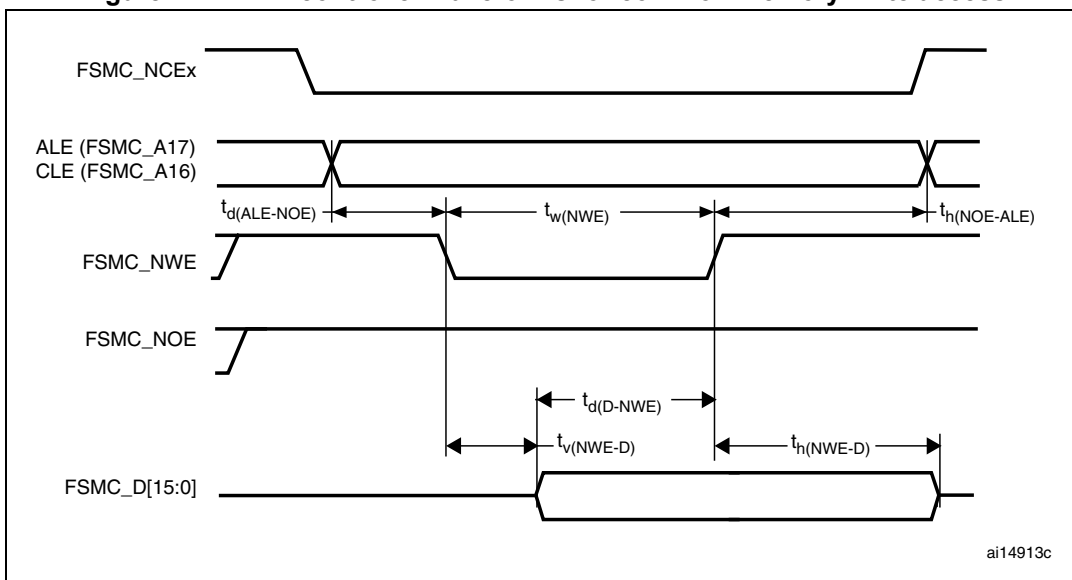 FSMC_NCEx
ALE (FSMC_A17)
CLE (FSMC_A16)
td(ALE-NOE)
tw(NWE)
th(NOE-ALE)
FSMC_NWE
FSMC_NOE
td(D-NWE)
tv(NWE-D)
th(NWE-D)
FSMC_D[15:0]
ai14913c